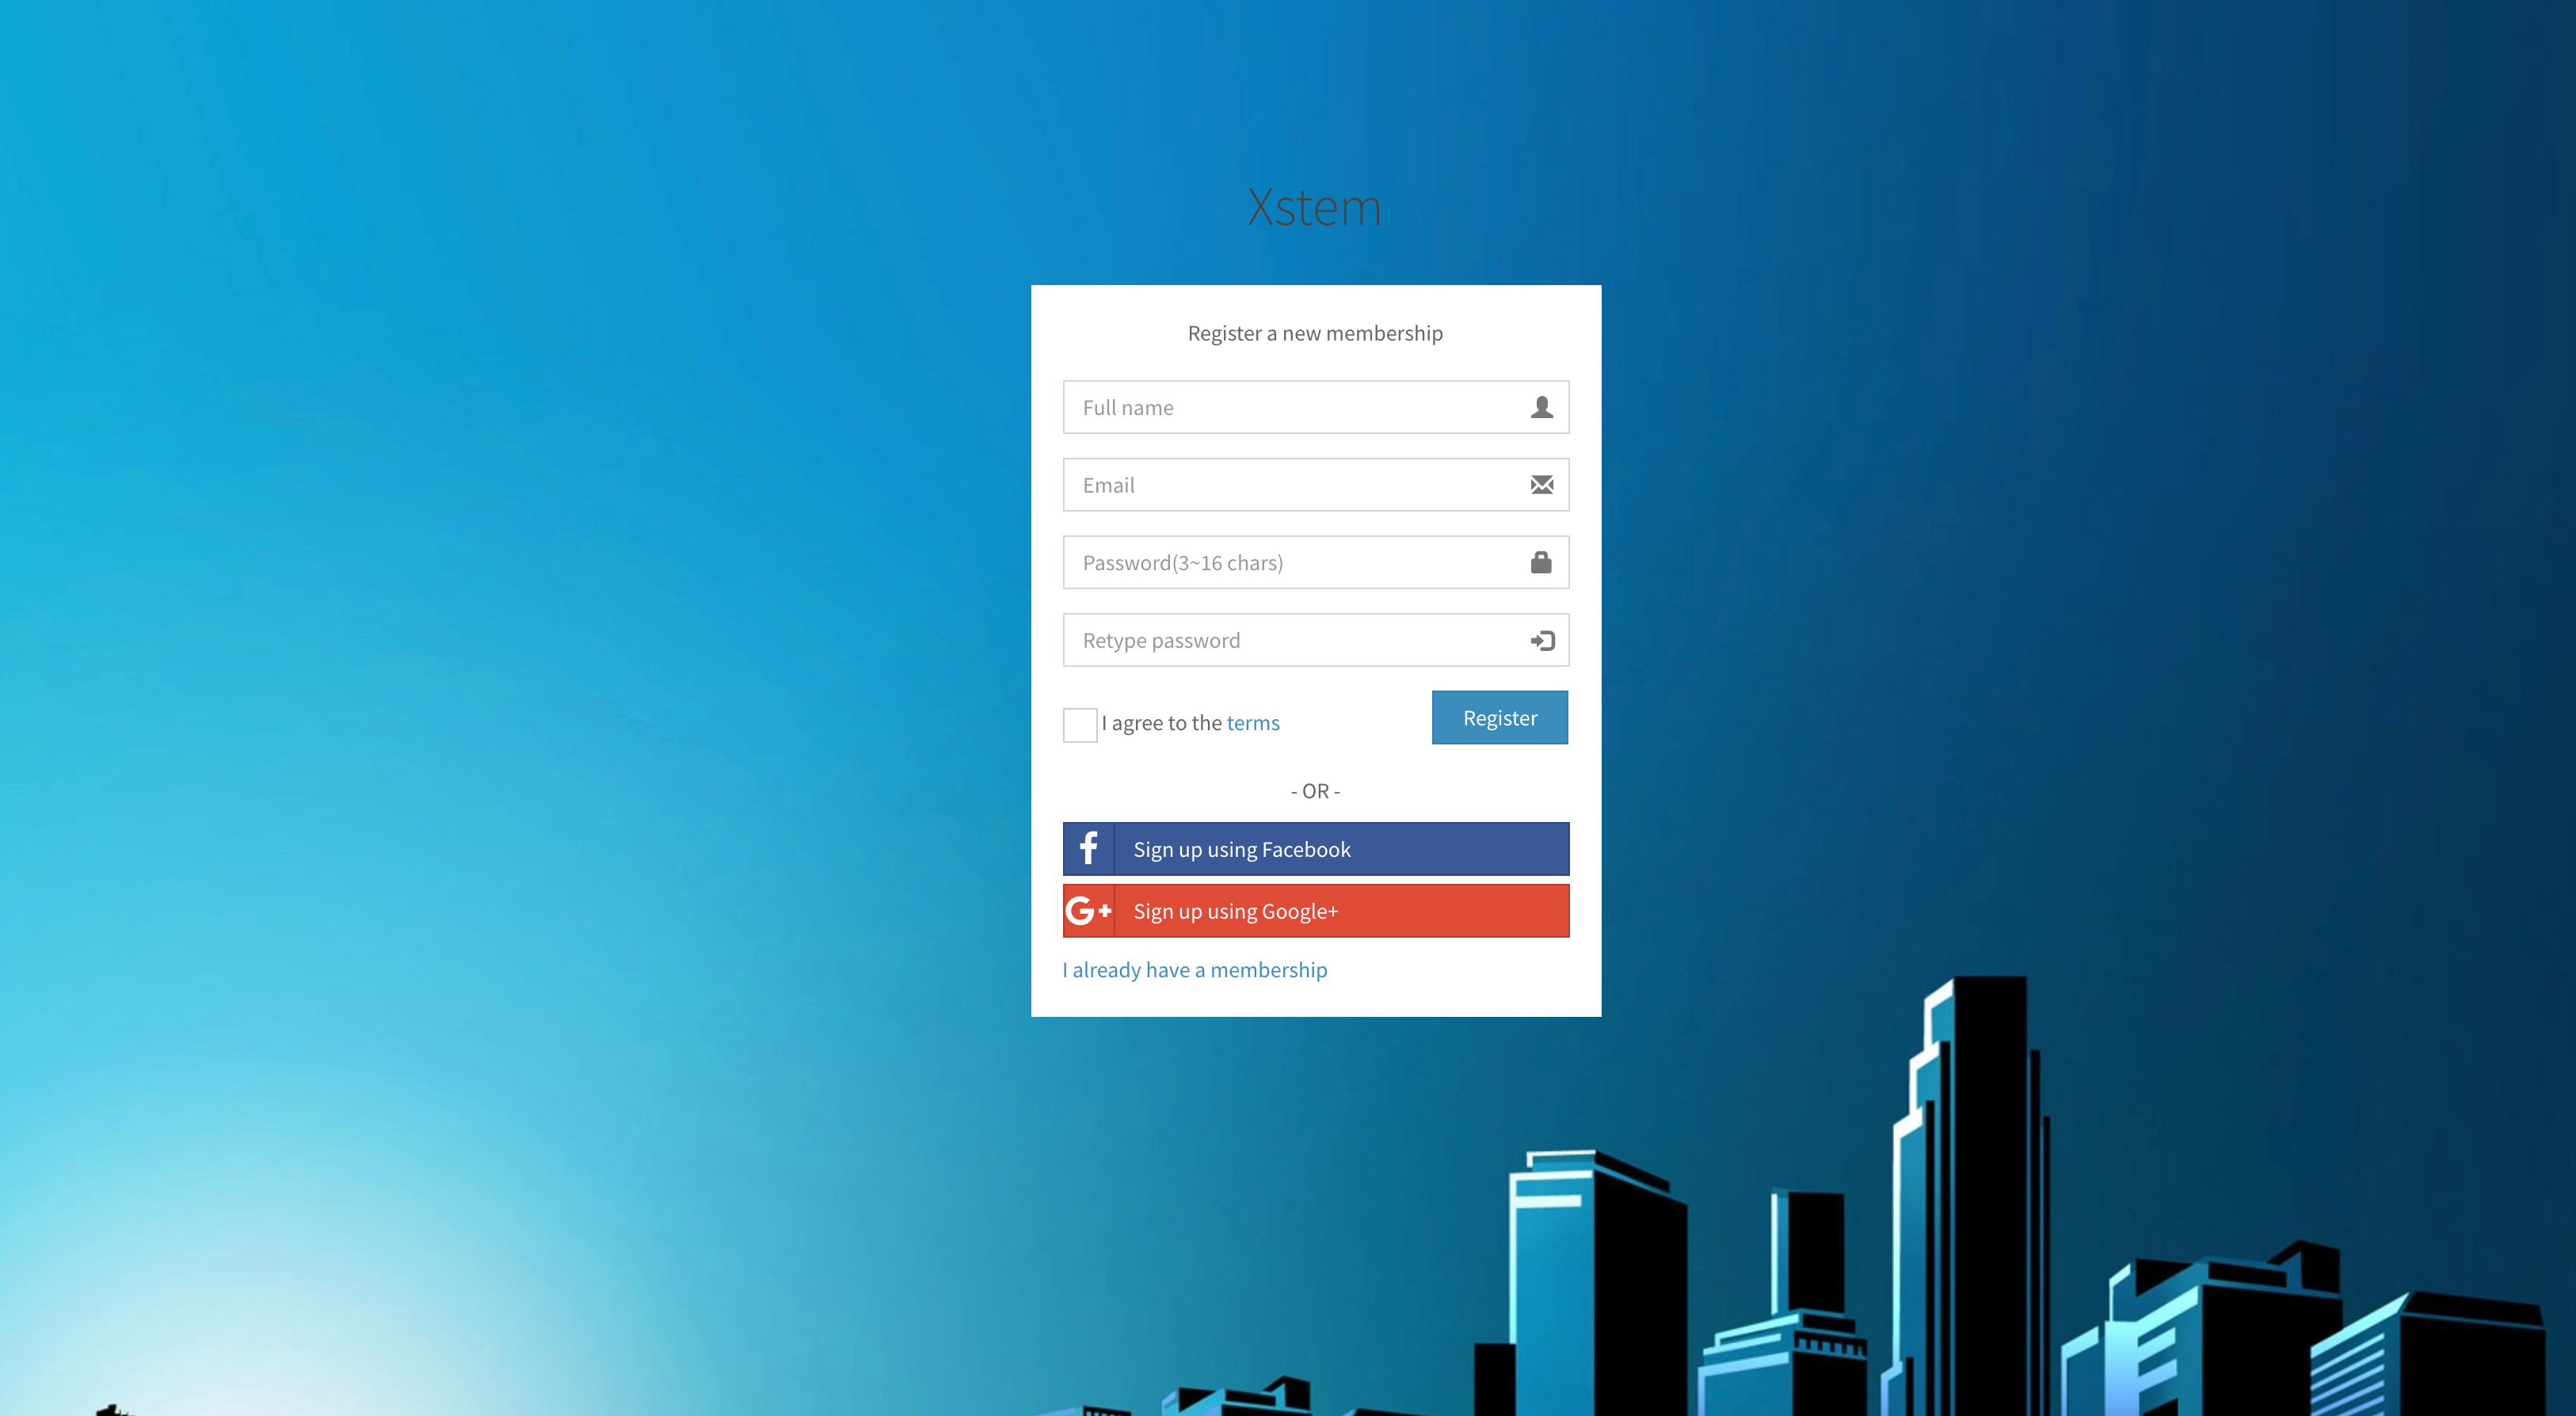 Xstem
Register a new membership
Full name
Email
Password(3~16 chars)
Retype password
I agree to the terms
Register
- OR -
f Sign up using Facebook
G+ Sign up using Google+
I already have a membership